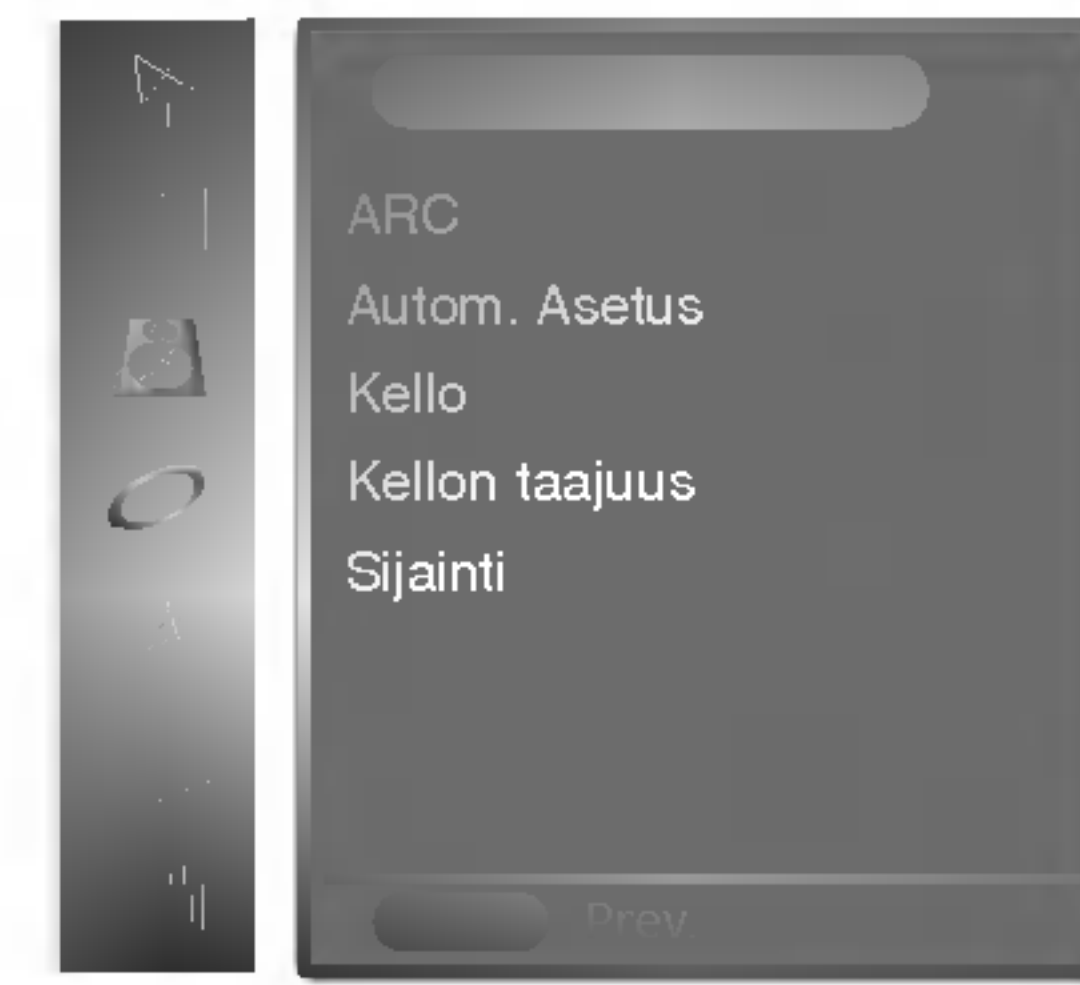 ARC
Autom. Asetus
Kello
Kellon taajuus
Sijainti
Prev.